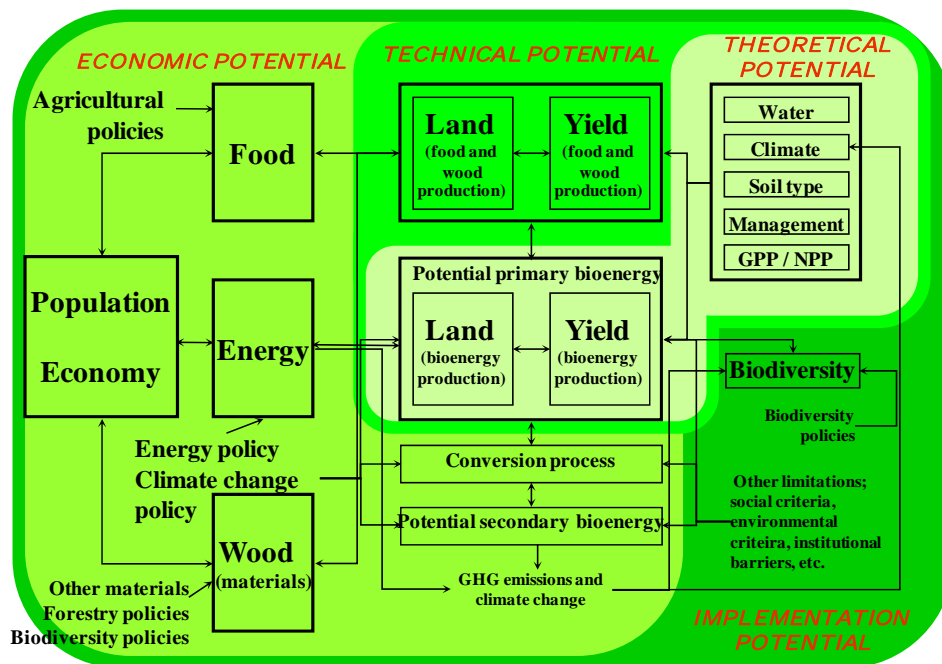 ECONOMIC POTENTIAL
TECHNICAL POTENTIAL
THEORETICAL
POTENTIAL
Agricultural
policies
Food
Land
(food and
wood
production)
Yield
(food and
wood
production)
Water
Climate
Soil type
Management
GPP / NPP
Population
Economy
Energy
Potential primary bioenergy
Land
(bioenergy
production)
Yield
(bioenergy
production)
Biodiversity
Biodiversity
policies
Energy policy
Climate change
policy
Conversion process
Potential secondary bioenergy
Other limitations;
social criteria,
environmental
criteira, institutional
barriers, etc.
Wood
(materials)
GHG emissions and
climate change
Other materials
Forestry policies
Biodiversity policies
IMPLEMENTATION
POTENTIAL